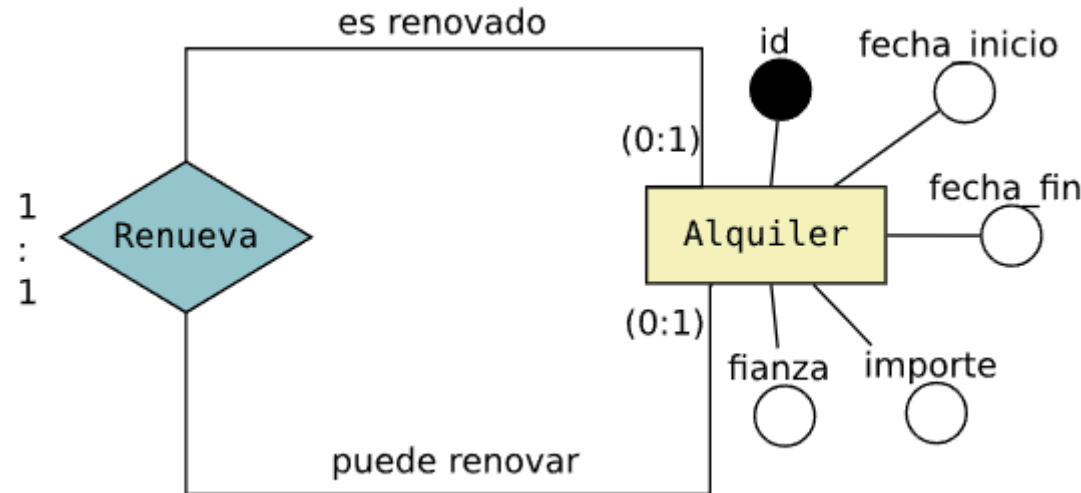 es renovado
id
fecha_inicio
(0:1)
fecha_fin
1
:
1
Renueva
Alquiler
(0:1)
fianza
importe
puede renovar